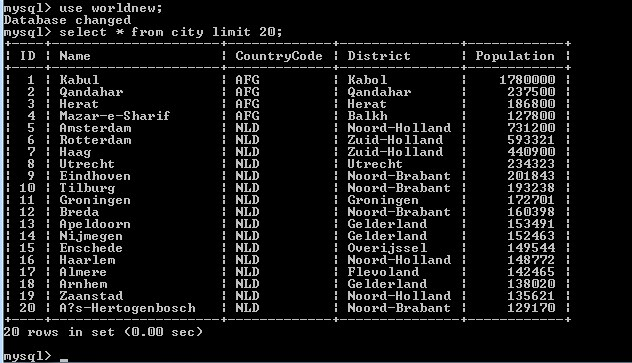 mysql> use worldnew;
Database changed
mysql> select * from city limit 20;
+----+-------------------+-------------+---------------+------------+
| ID | Name              | CountryCode | District      | Population |
+----+-------------------+-------------+---------------+------------+
|  1 | Kabul             | AFG         | Kabol         |    1780000 |
|  2 | Qandahar          | AFG         | Qandahar      |     237500 |
|  3 | Herat             | AFG         | Herat         |     186800 |
|  4 | Mazar-e-Sharif    | AFG         | Balkh         |     127800 |
|  5 | Amsterdam         | NLD         | Noord-Holland |     731200 |
|  6 | Rotterdam         | NLD         | Zuid-Holland  |     593321 |
|  7 | Haag              | NLD         | Zuid-Holland  |     440900 |
|  8 | Utrecht           | NLD         | Utrecht       |     234323 |
|  9 | Eindhoven         | NLD         | Noord-Brabant |     201843 |
| 10 | Tilburg           | NLD         | Noord-Brabant |     193238 |
| 11 | Groningen         | NLD         | Groningen     |     172701 |
| 12 | Breda             | NLD         | Noord-Brabant |     160398 |
| 13 | Apeldoorn         | NLD         | Gelderland    |     153491 |
| 14 | Nijmegen          | NLD         | Gelderland    |     152463 |
| 15 | Enschede          | NLD         | Overijssel    |     149544 |
| 16 | Haarlem           | NLD         | Noord-Holland |     148772 |
| 17 | Almere            | NLD         | Flevoland     |     142465 |
| 18 | Arnhem            | NLD         | Gelderland    |     138020 |
| 19 | Zaanstad          | NLD         | Noord-Holland |     135621 |
| 20 | A?s-Hertogenbosch | NLD         | Noord-Brabant |     129170 |
+----+-------------------+-------------+---------------+------------+
20 rows in set (0.00 sec)
mysql> _